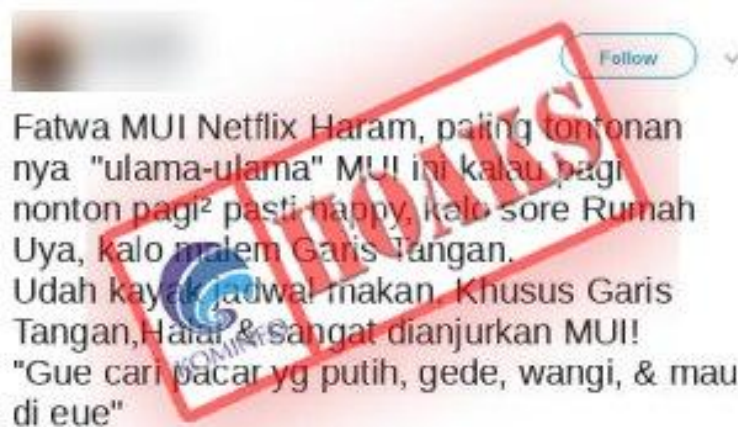 Follow
Fatwa MUI Netflix Haram, paling tontonan
nya "ulama-ulama" MUI ini kalau pagi
nonton pagi² pasti happy, kalo sore Rumah
Uya, kalo malem Garis Tangan.
Udah kayak jadwal makan. Khusus Garis
Tangan,Halal & sangat dianjurkan MUI!
"Gue cari pacar yg putih, gede, wangi, & mau
di eue"
HOAKS
KOMINFO